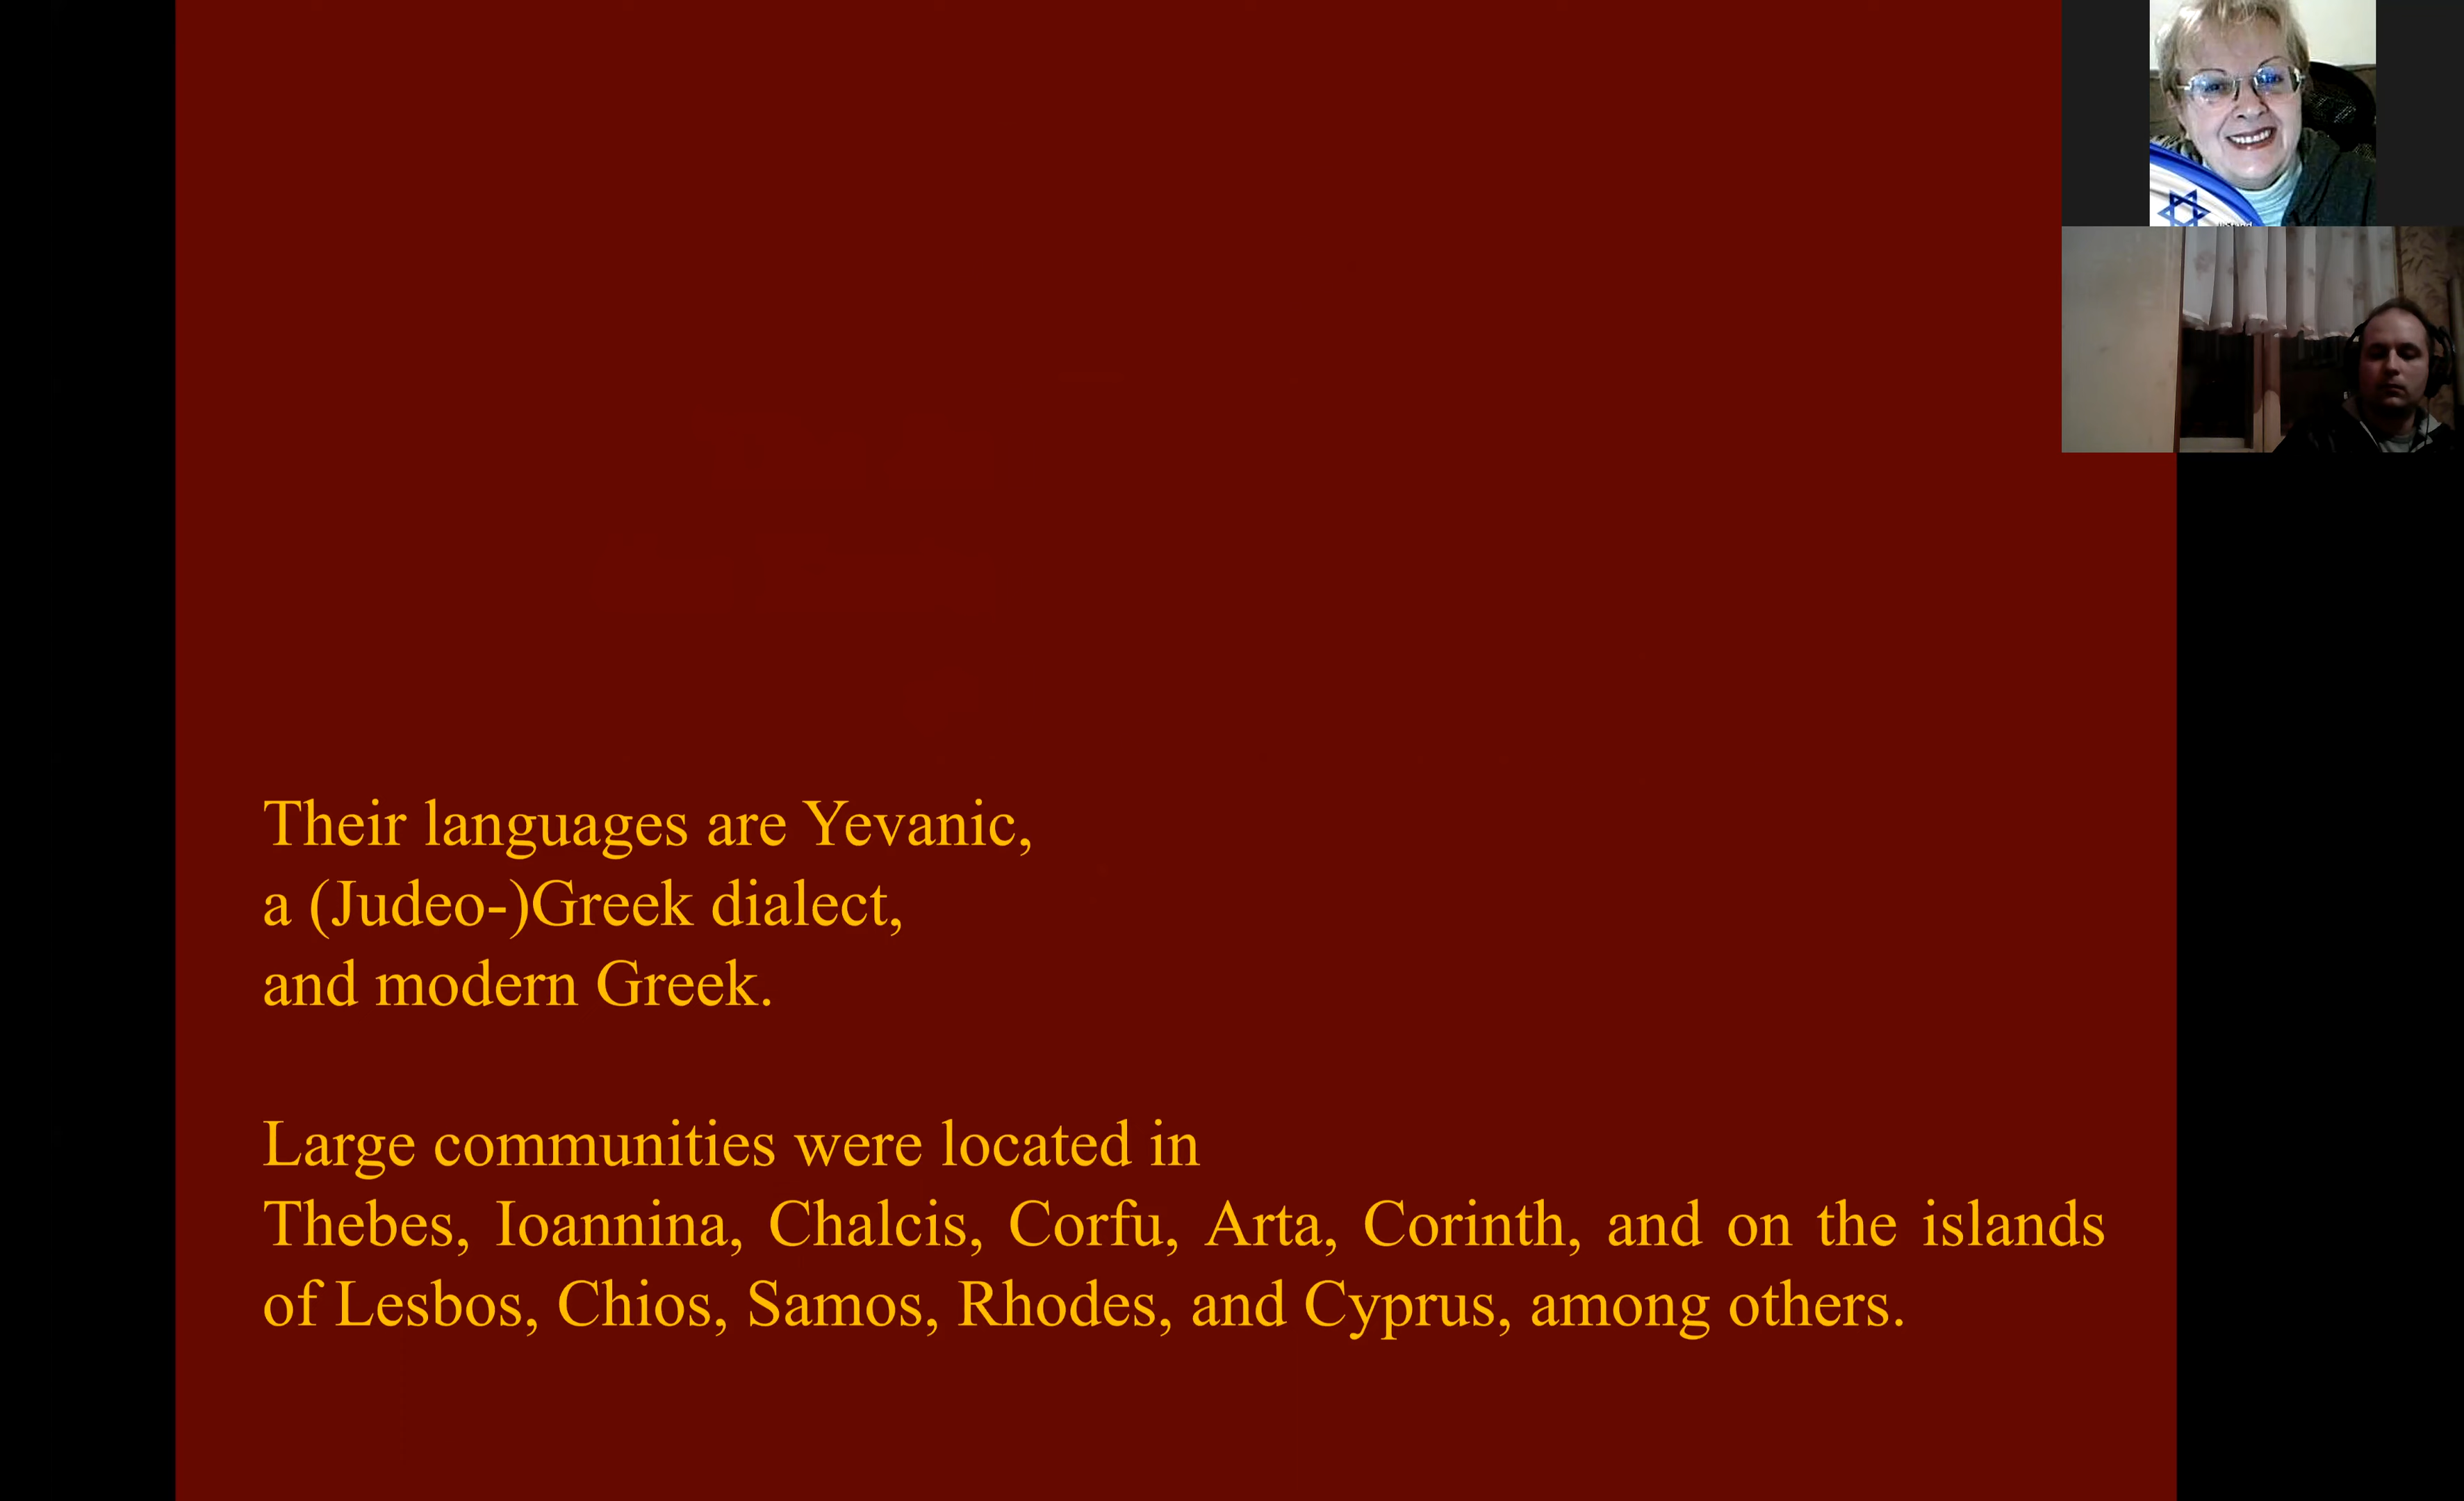 Their languages are Yevanic,
a (Judeo-)Greek dialect,
and modern Greek.
Large communities were located in
Thebes, Ioannina, Chalcis, Corfu, Arta, Corinth, and on the islands
of Lesbos, Chios, Samos, Rhodes, and Cyprus, among others.